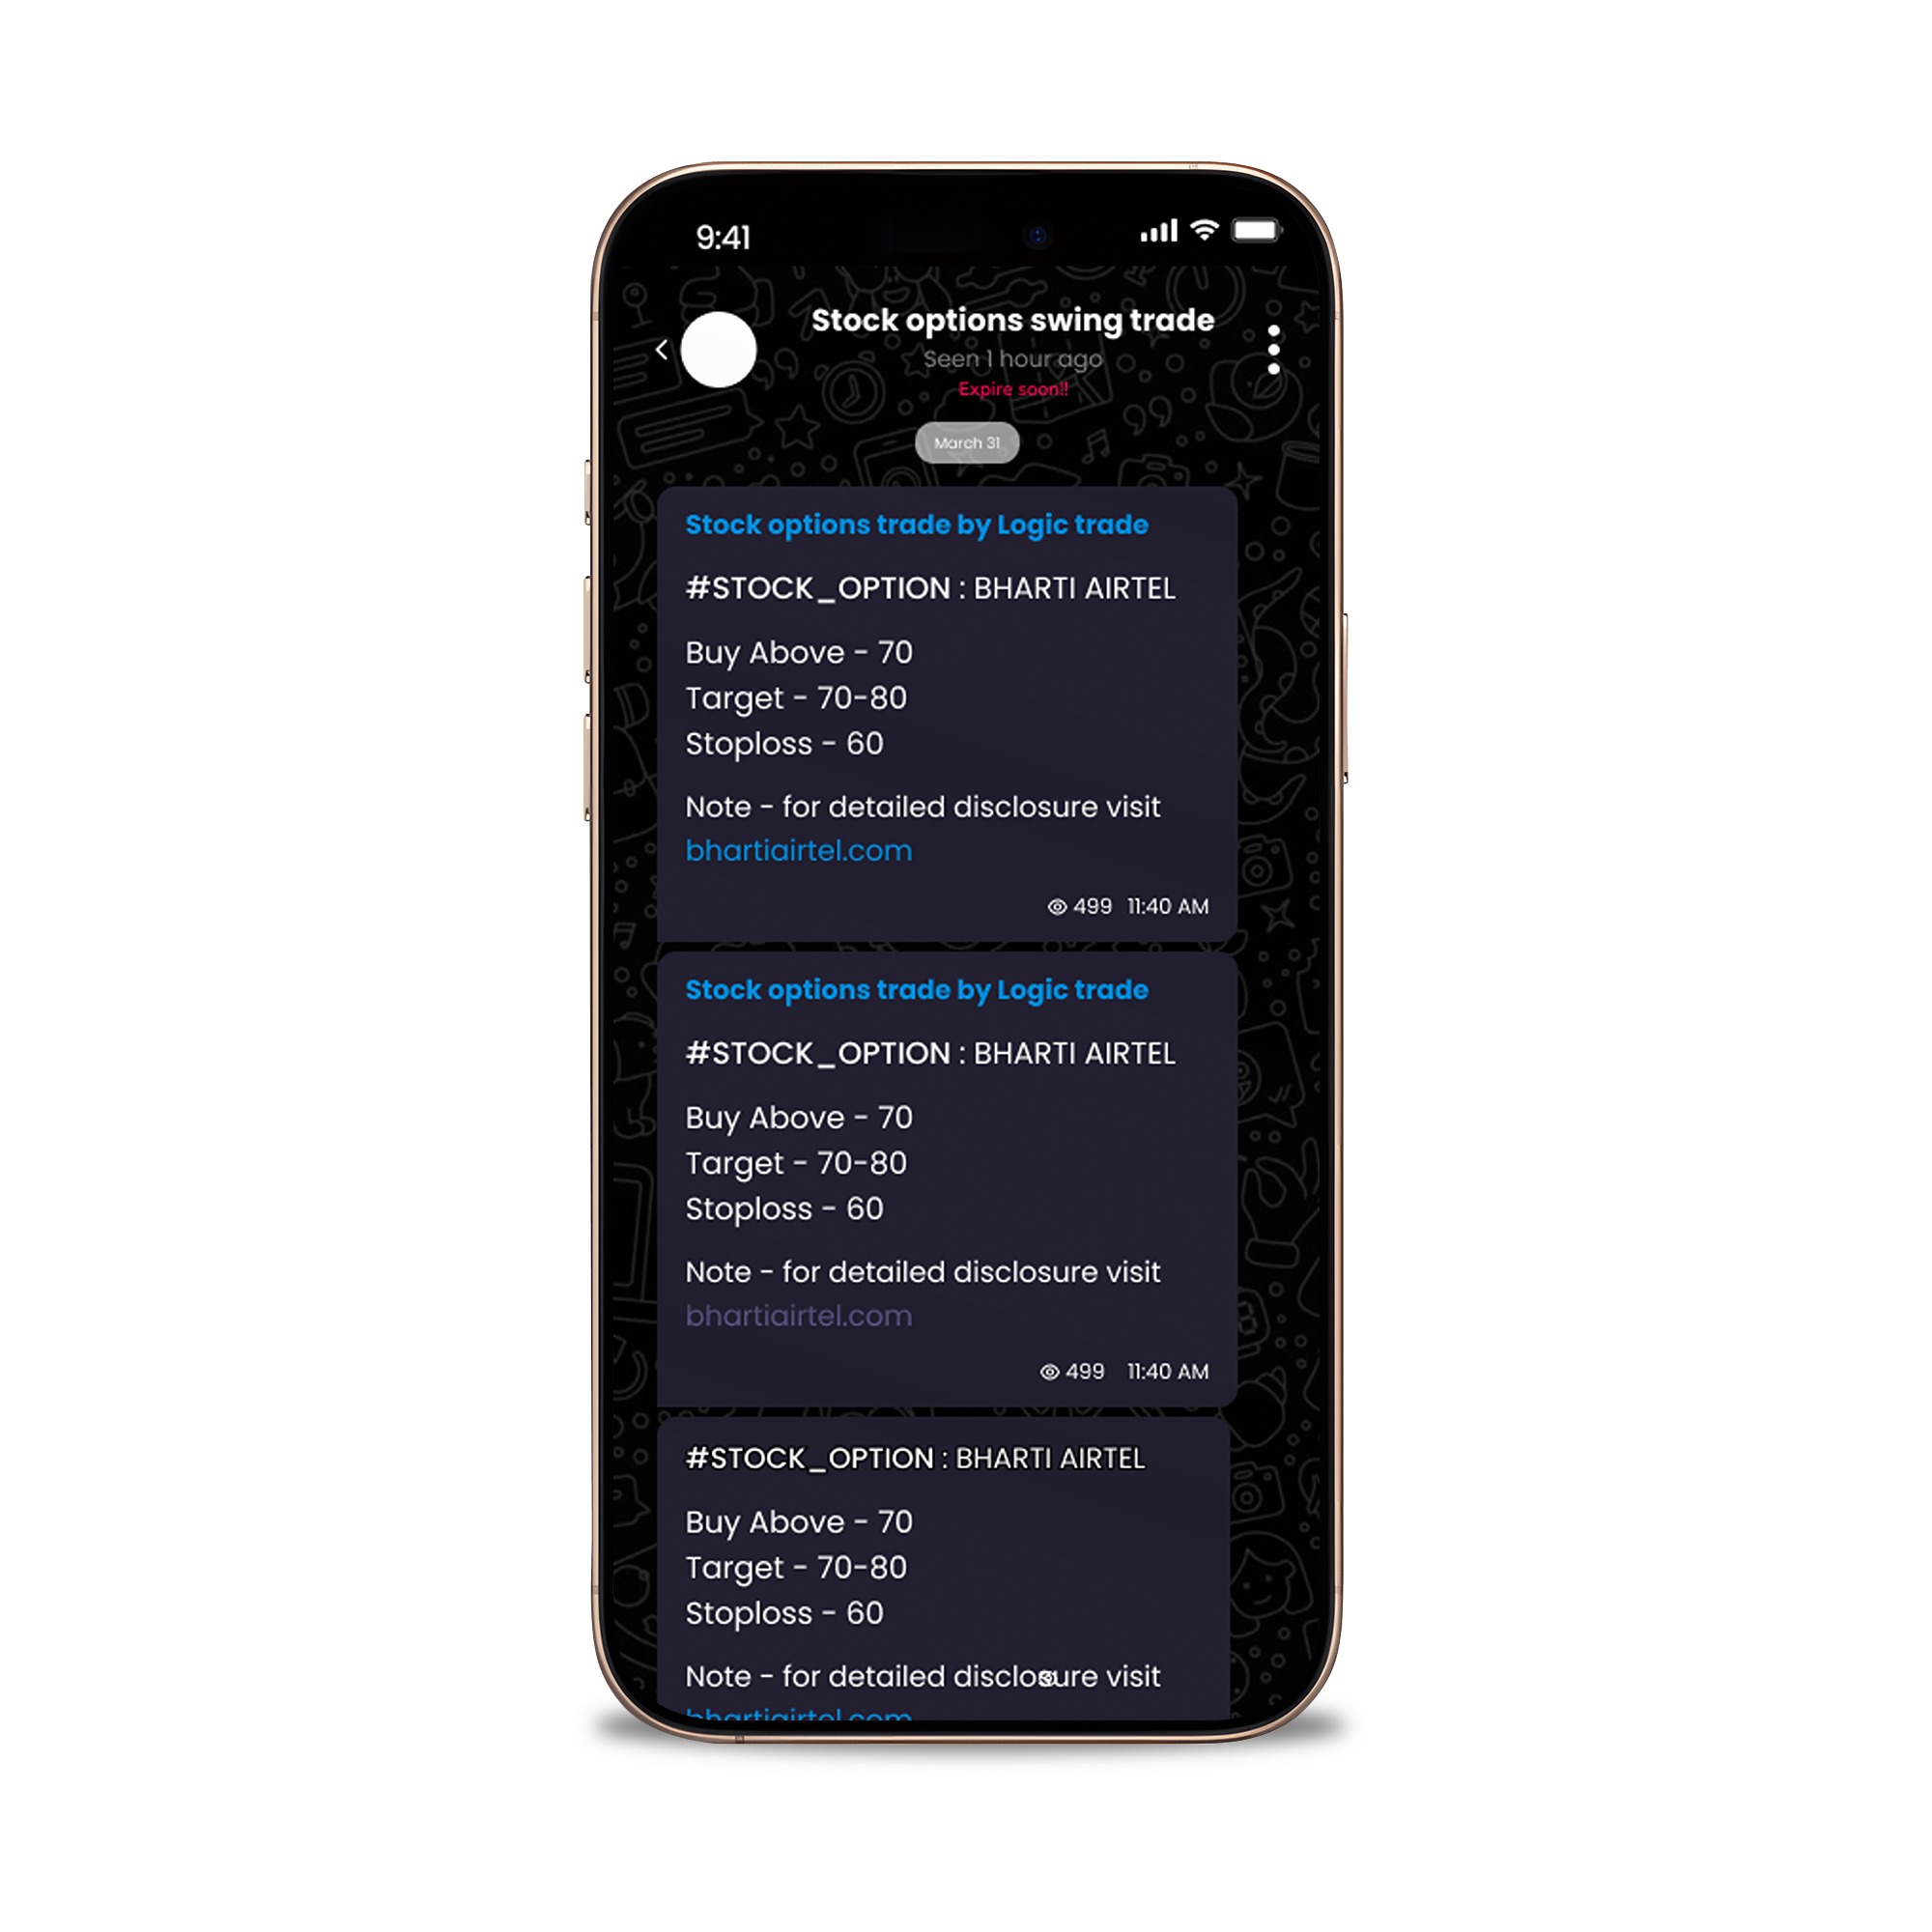 9:41
Stock options swing trade
Seen 1 hour ago
Expire soon!!
March 31
Stock options trade by Logic trade
#STOCK_OPTION : BHARTI AIRTEL
Buy Above - 70
Target - 70-80
Stoploss - 60
Note - for detailed disclosure visit
bhartiairtel.com
499 11:40 AM
Stock options trade by Logic trade
#STOCK_OPTION : BHARTI AIRTEL
Buy Above - 70
Target - 70-80
Stoploss - 60
Note - for detailed disclosure visit
bhartiairtel.com
499 11:40 AM
#STOCK_OPTION : BHARTI AIRTEL
Buy Above - 70
Target - 70-80
Stoploss - 60
Note - for detailed disclosure visit
bhartiairtel.com